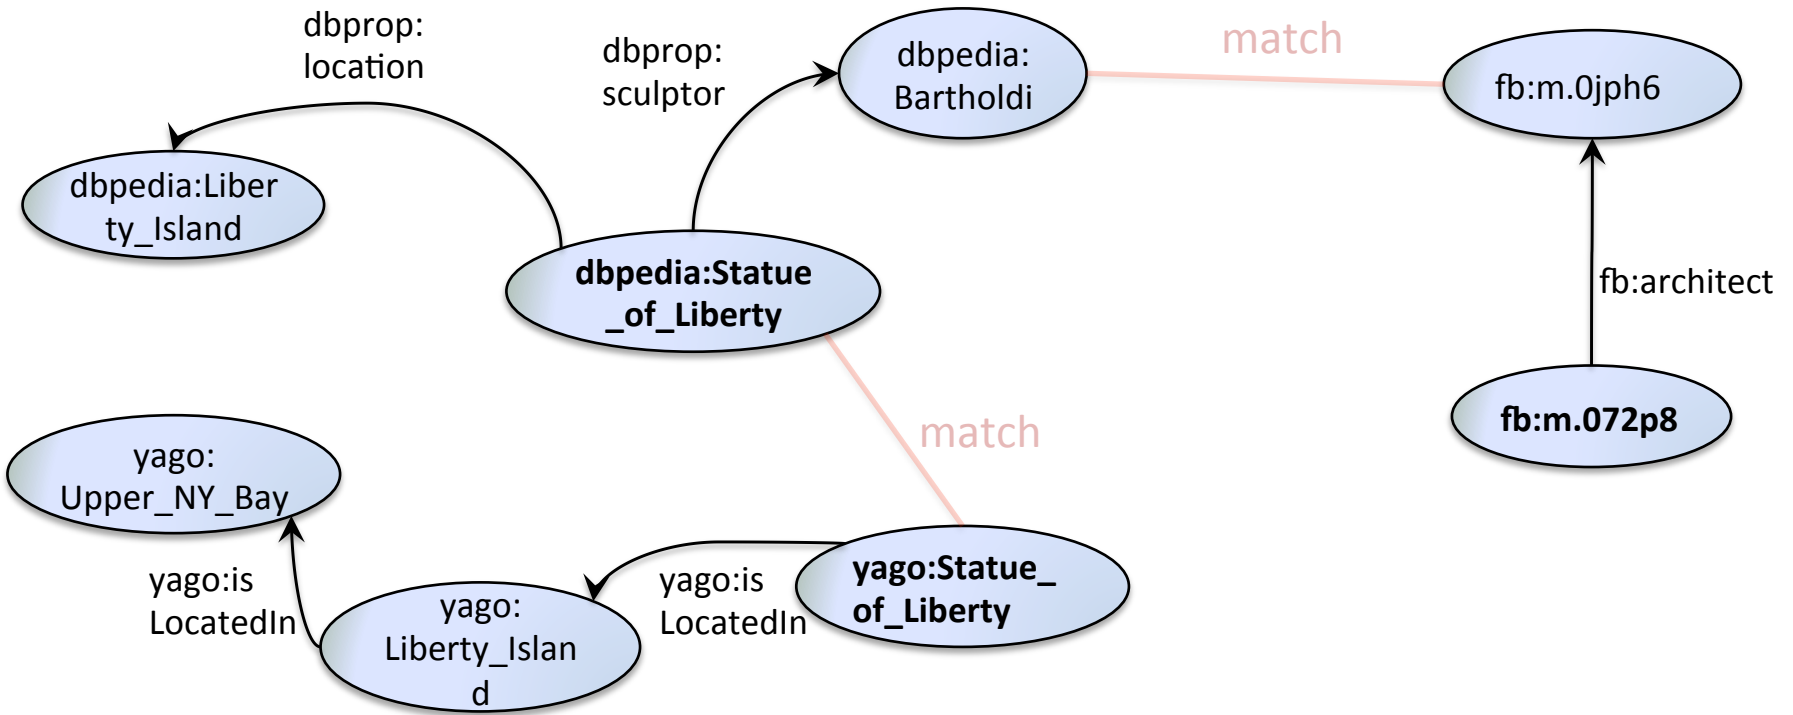 dbprop:
location
dbprop:
sculptor
dbpedia:
Bartholdi
match
fb:m.0jph6
dbpedia:Liber
ty_Island
dbpedia:Statue
_of_Liberty
fb:architect
match
fb:m.072p8
yago:
Upper_NY_Bay
yago:is
LocatedIn
yago:
Liberty_Islan
d
yago:is
LocatedIn
yago:Statue_
of_Liberty